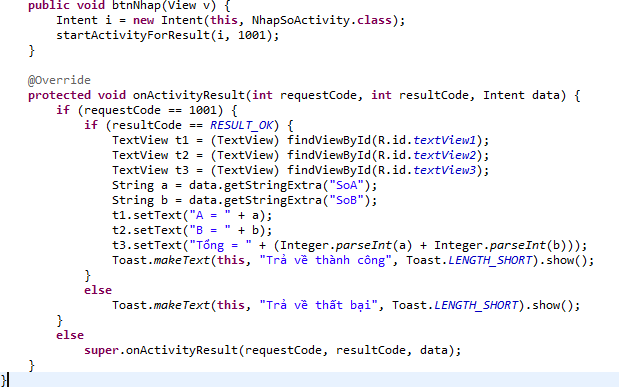 public void btnNhap(View v) {
Intent i = new Intent(this, NhapSoActivity.class);
startActivityForResult(i, 1001);
}
@Override
protected void onActivityResult(int requestCode, int resultCode, Intent data) {
if (requestCode == 1001) {
if (resultCode == RESULT_OK) {
TextView t1 = (TextView) findViewById(R.id.textView1);
TextView t2 = (TextView) findViewById(R.id.textView2);
TextView t3 = (TextView) findViewById(R.id.textView3);
String a = data.getStringExtra("SoA");
String b = data.getStringExtra("SoB");
t1.setText("A = " + a);
t2.setText("B = " + b);
t3.setText("Tổng = " + (Integer.parseInt(a) + Integer.parseInt(b)));
Toast.makeText(this, "Trả về thành công", Toast.LENGTH_SHORT).show();
}
else
Toast.makeText(this, "Trả về thất bại", Toast.LENGTH_SHORT).show();
}
else
super.onActivityResult(requestCode, resultCode, data);
}
}